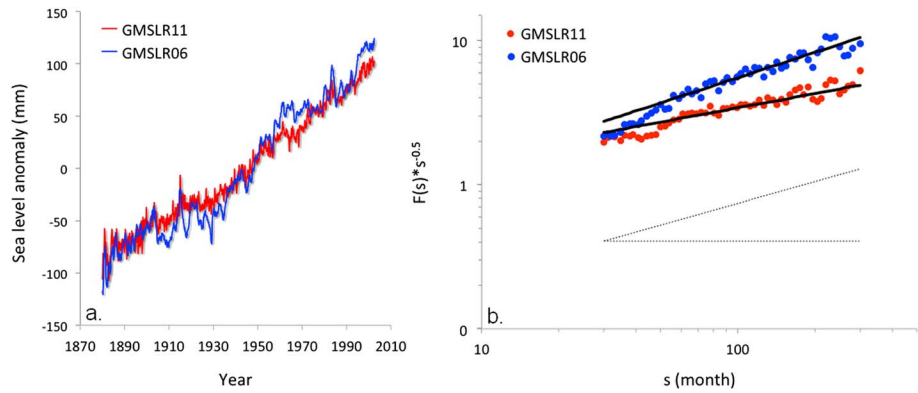 GMSLR11
GMSLR06
150
100
50
0
-50
-100
-150
1870 1890 1910 1930 1950 1970 1990 2010
Sea level anomaly (mm)
Year
a.
GMSLR11
GMSLR06
10
1
0
10 100
F(s)*s-0.5
s (month)
b.